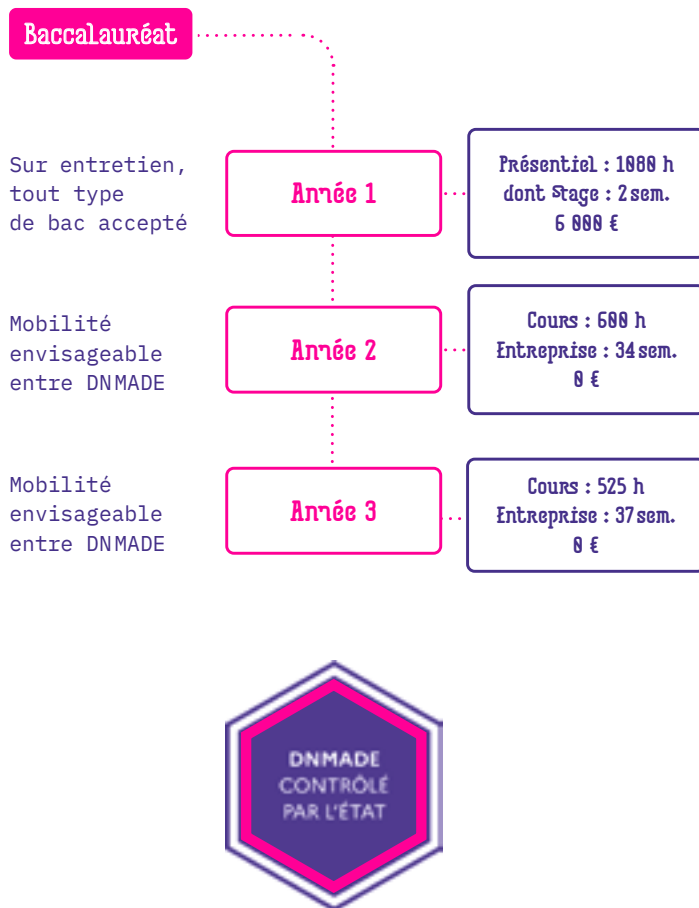 Baccalauréat
Sur entretien,
tout type
de bac accepté
Année 1
Présentiel : 1080 h
dont Stage : 2 sem.
6 000 €
Mobilité
envisageable
entre DNMADE
Année 2
Cours : 600 h
Entreprise : 34 sem.
0 €
Mobilité
envisageable
entre DNMADE
Année 3
Cours : 525 h
Entreprise : 37 sem.
0 €
DNMADE
CONTRÔLÉ
PAR L'ÉTAT